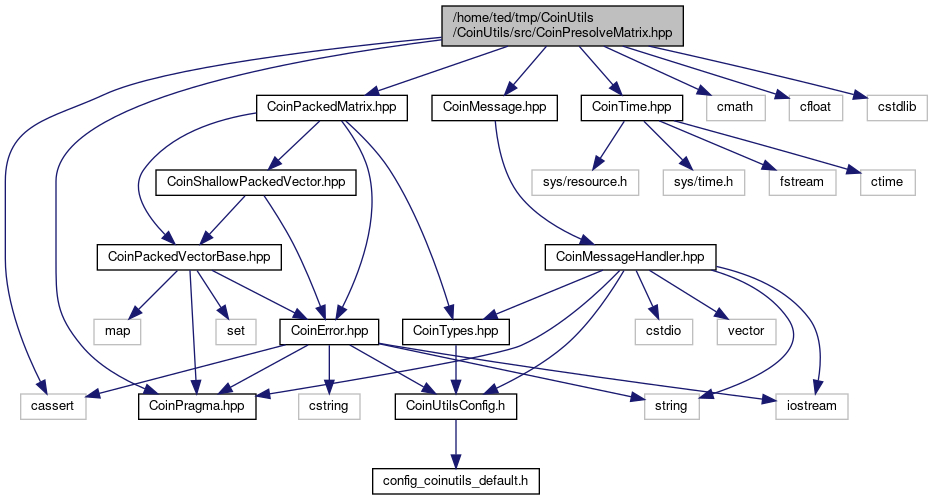 /home/ted/tmp/CoinUtils
/CoinUtils/src/CoinPresolveMatrix.hpp
CoinPackedMatrix.hpp
CoinMessage.hpp
CoinTime.hpp
cmath
cfloat
cstdlib
CoinShallowPackedVector.hpp
sys/resource.h
sys/time.h
fstream
ctime
CoinPackedVectorBase.hpp
CoinMessageHandler.hpp
map
set
CoinError.hpp
CoinTypes.hpp
cstdio
vector
cassert
CoinPragma.hpp
cstring
CoinUtilsConfig.h
string
iostream
config_coinutils_default.h